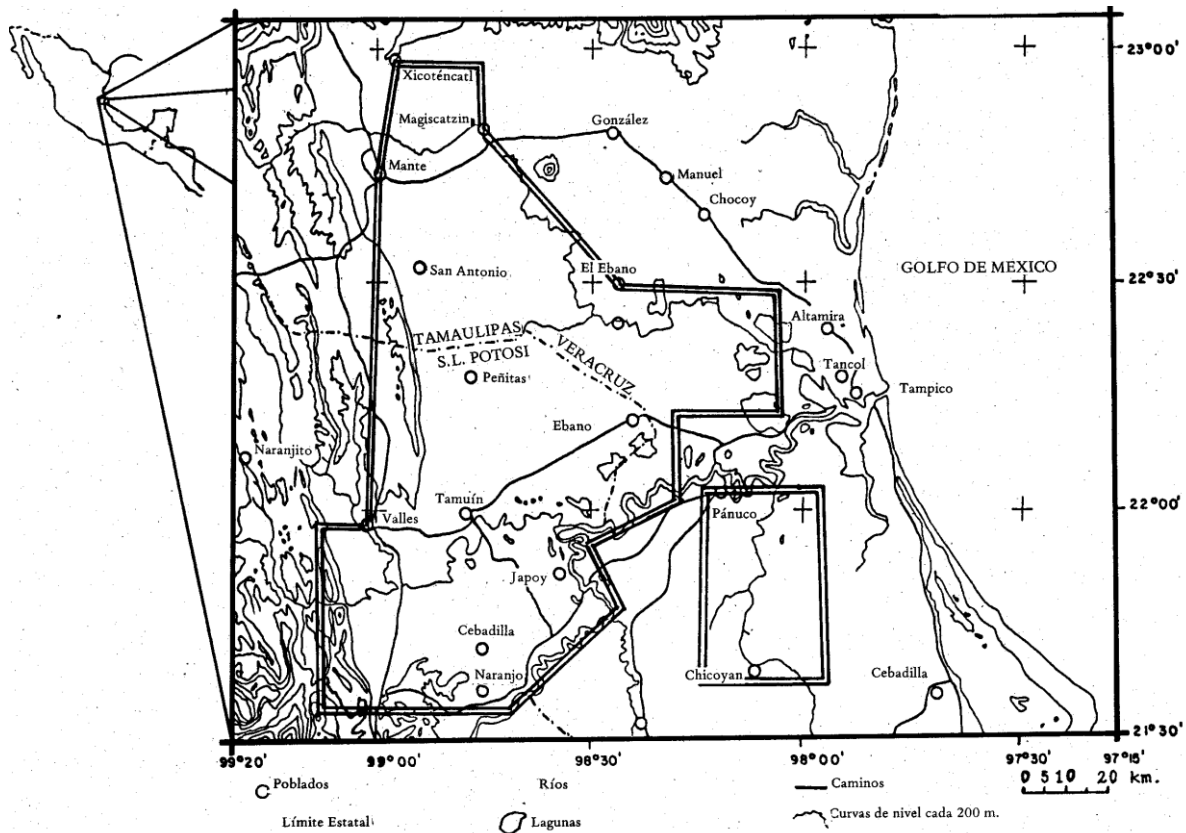 23°00'
Xicoténcatl
Magiscatzin
González
Mante
Manuel
Chocoy
San Antonio
El Ebano
GOLFO DE MEXICO
22°30'
Altamira
TAMAULIPAS
S.L. POTOSI
VERACRUZ
Peñitas
Tancol
Tampico
Ebano
Naranjito
Tamuín
Valles
Pánuco
22°00'
Japoy
Cebadilla
Naranjo
Chicoyan
Cebadilla
21°30'
99°20' 99°00' 98°30' 98°00' 97°30' 97°15'
0 5 10 20 km.
Poblados Ríos Caminos
Límite Estatal Lagunas Curvas de nivel cada 200 m.